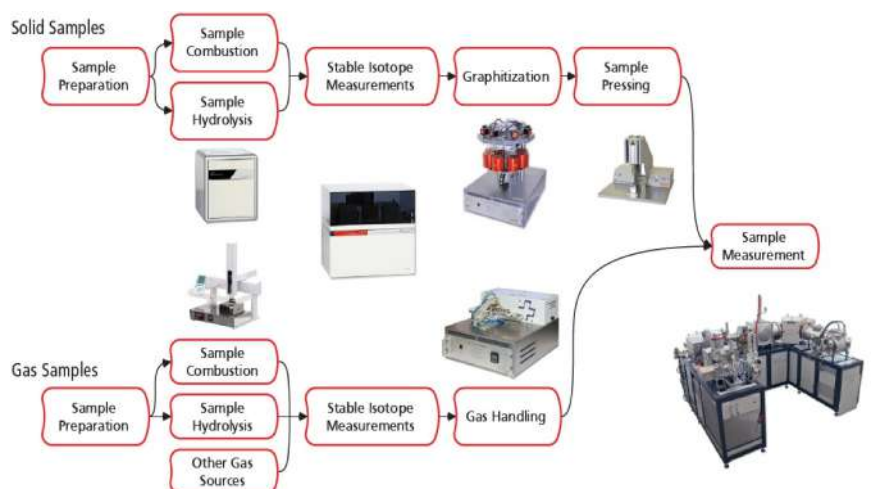 Solid Samples
Sample
Preparation
Sample
Combustion
Sample
Hydrolysis
Stable Isotope
Measurements
Graphitization
Sample
Pressing
Sample
Measurement
Gas Samples
Sample
Preparation
Sample
Combustion
Sample
Hydrolysis
Other Gas
Sources
Stable Isotope
Measurements
Gas Handling